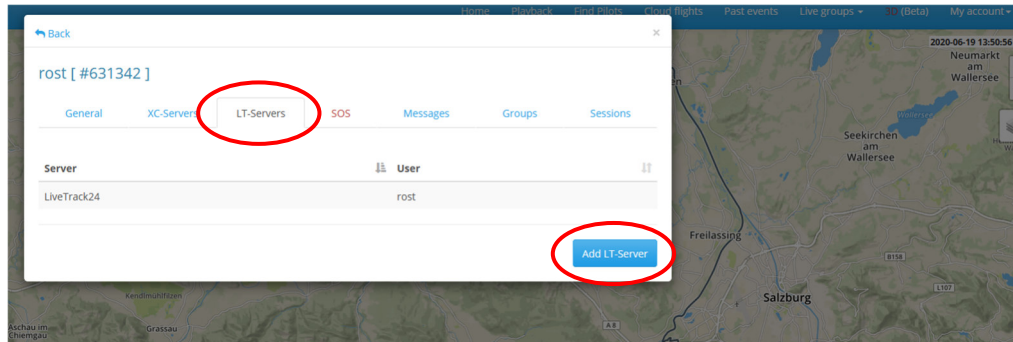 Home Playback Find Pilots Cloud flights Past events Live groups 3D (Beta) My account
Back ×
2020-06-19 13:50:56
rost [ #631342 ]
General XC-Servers LT-Servers SOS Messages Groups Sessions
Server User
LiveTrack24 rost
Add LT-Server
Neumarkt
am
Wallersee
Wallersee
Seekirchen
am
Wallersee
Freilassing
B158
L107
Salzburg
Grassau
Aschau im
Chiemgau
A 8